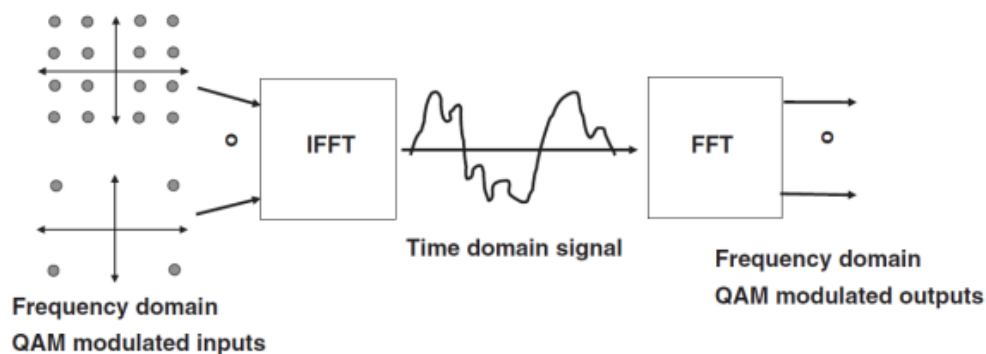 IFFT
FFT
Time domain signal
Frequency domain
QAM modulated inputs
Frequency domain
QAM modulated outputs